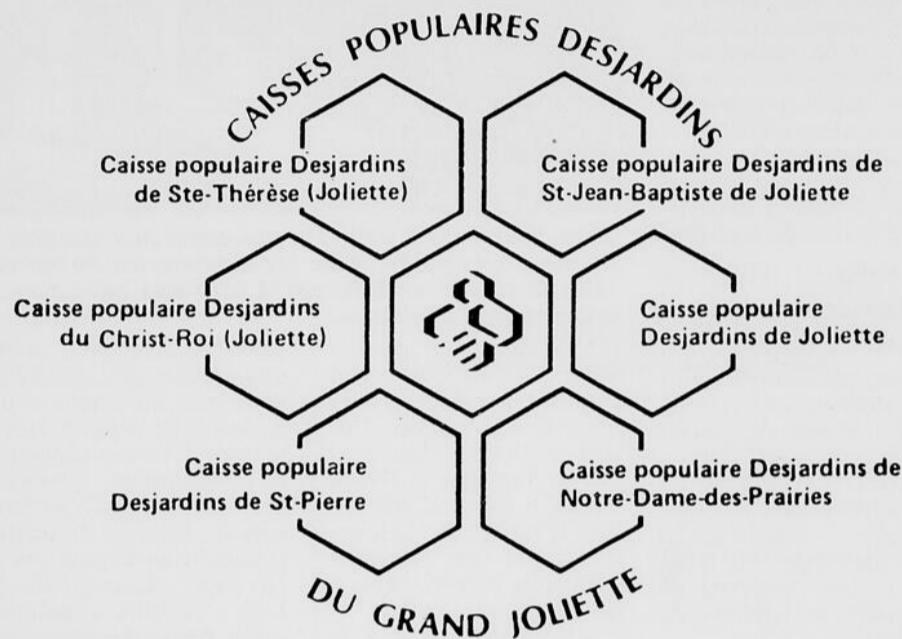 CAISSES POPULAIRES DESJARDINS
Caisse populaire Desjardins
de Ste-Thérèse (Joliette)
Caisse populaire Desjardins de
St-Jean-Baptiste de Joliette
Caisse populaire Desjardins
du Christ-Roi (Joliette)
Caisse populaire
Desjardins de Joliette
Caisse populaire
Desjardins de St-Pierre
Caisse populaire Desjardins de
Notre-Dame-des-Prairies
DU GRAND JOLIETTE